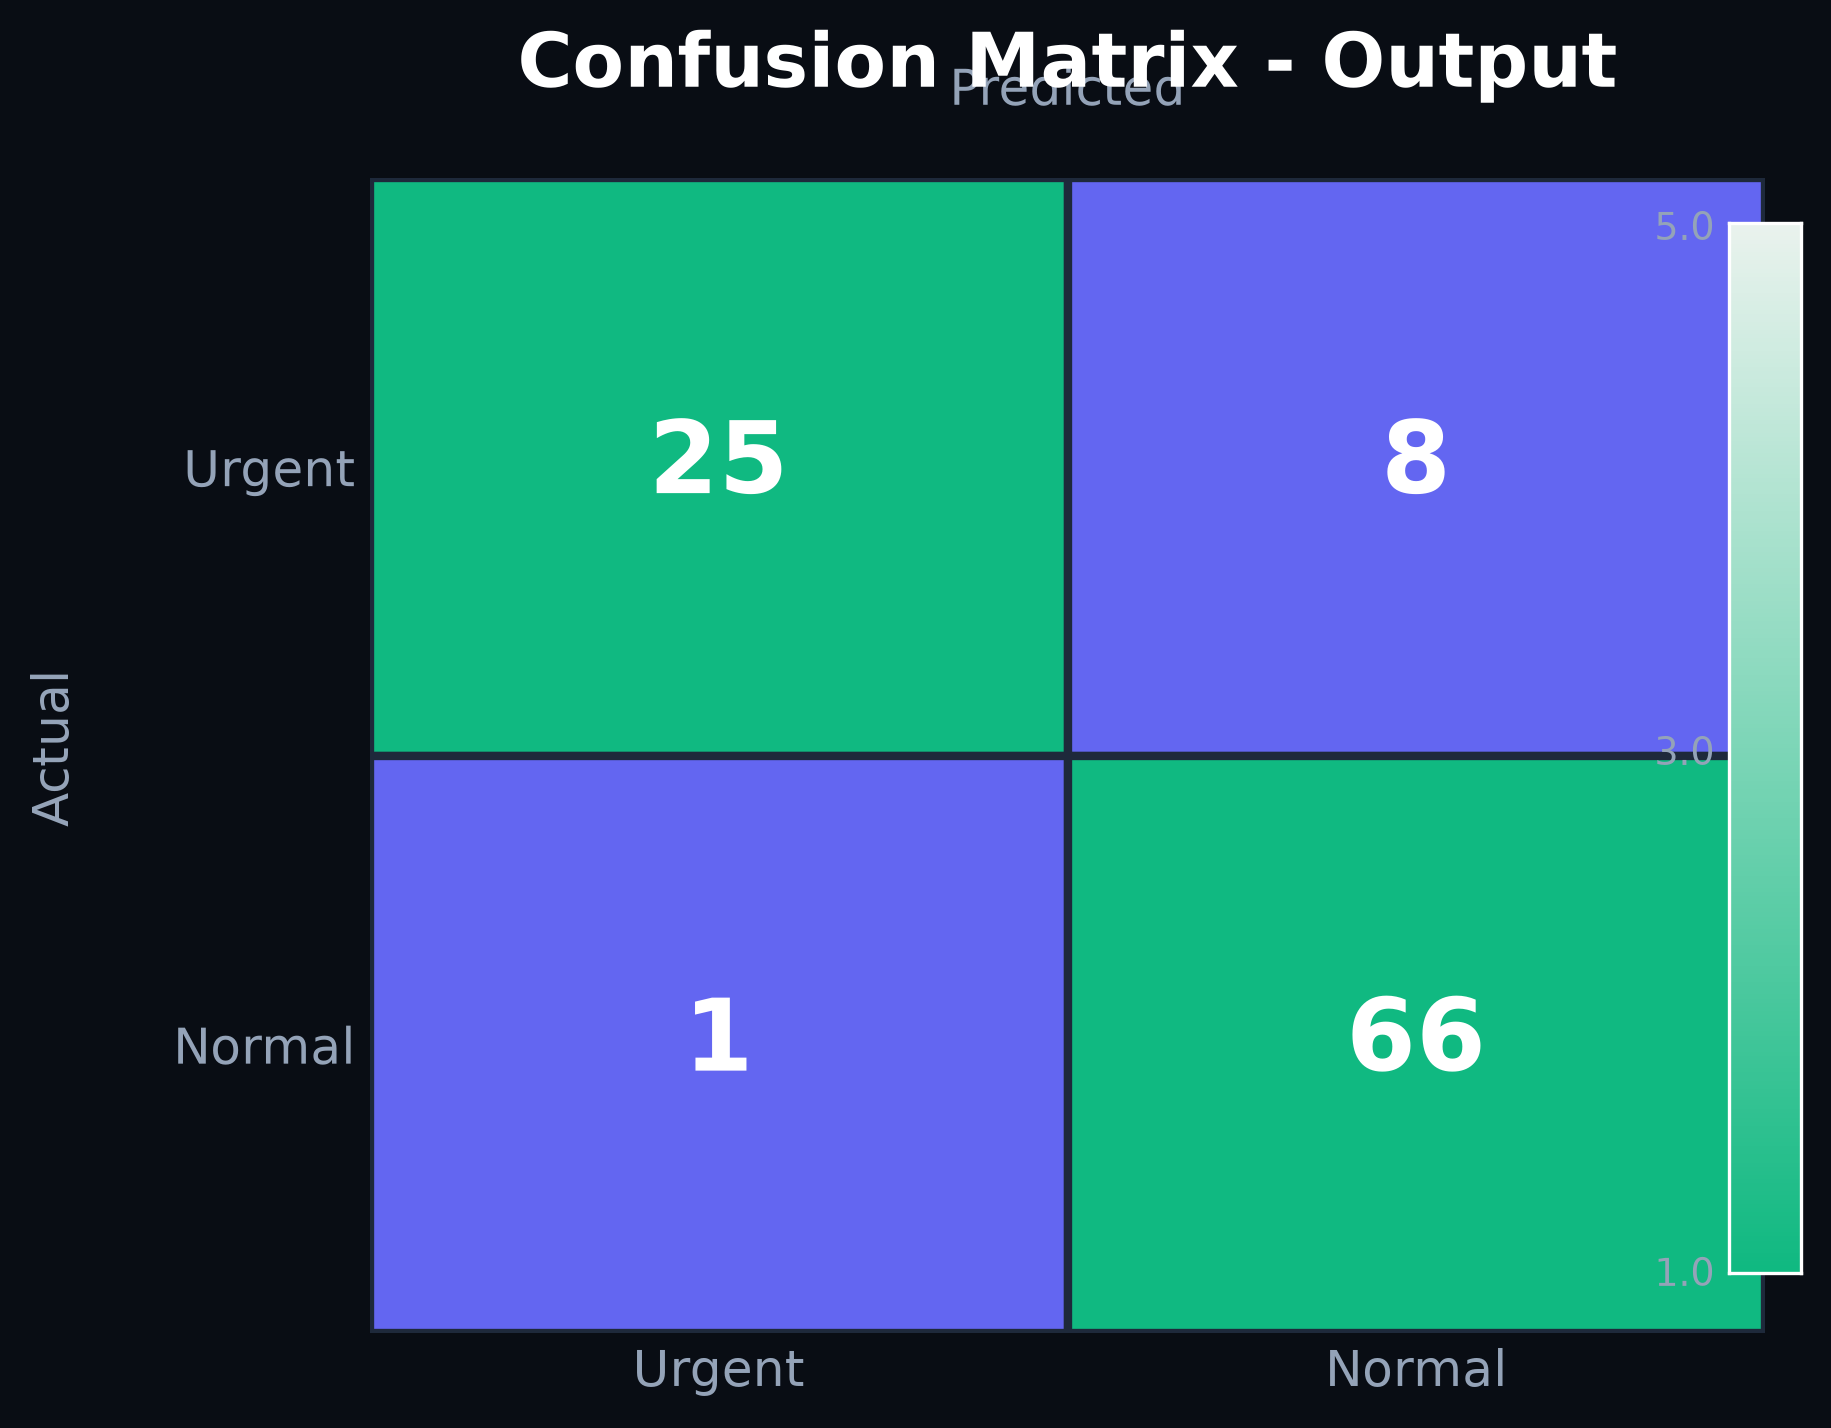 Confusion Matrix - Output
Predicted
5.0
Urgent
25
8
3.0
Actual
Normal
1
66
1.0
Urgent
Normal